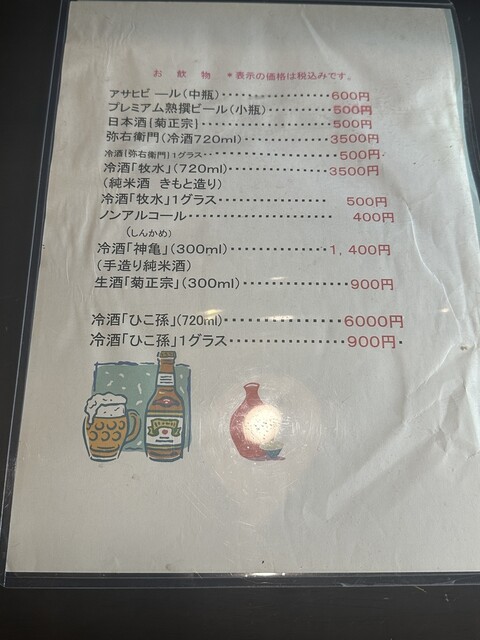 お飲物 *表示の価格は税込みです。
アサヒビール(中瓶)・・・・・・・・・・・・・・・・600円
プレミアム熟撰ビール(小瓶)・・・・・・・・・・500円
日本酒[菊正宗]・・・・・・・・・・・・・・・・・・・500円
弥右衛門(冷酒720ml)・・・・・・・・・・・・・3500円
冷酒[弥右衛門]1グラス・・・・・・・・・・・・・・・・500円・
冷酒「牧水」(720ml)・・・・・・・・・・・・・・3500円
(純米酒 きもと造り)
冷酒「牧水」1グラス・・・・・・・・・・・・・・・ 500円
ノンアルコール・・・・・・・・・・・・・・・・・・・ 400円
(しんかめ)
冷酒「神亀」(300ml)・・・・・・・・・・・・・1,400円
(手造り純米酒)
生酒「菊正宗」(300ml)・・・・・・・・・・・・・・900円
冷酒「ひこ孫」(720ml)・・・・・・・・・・・・・・6000円
冷酒「ひこ孫」1グラス・・・・・・・・・・・・・・900円・